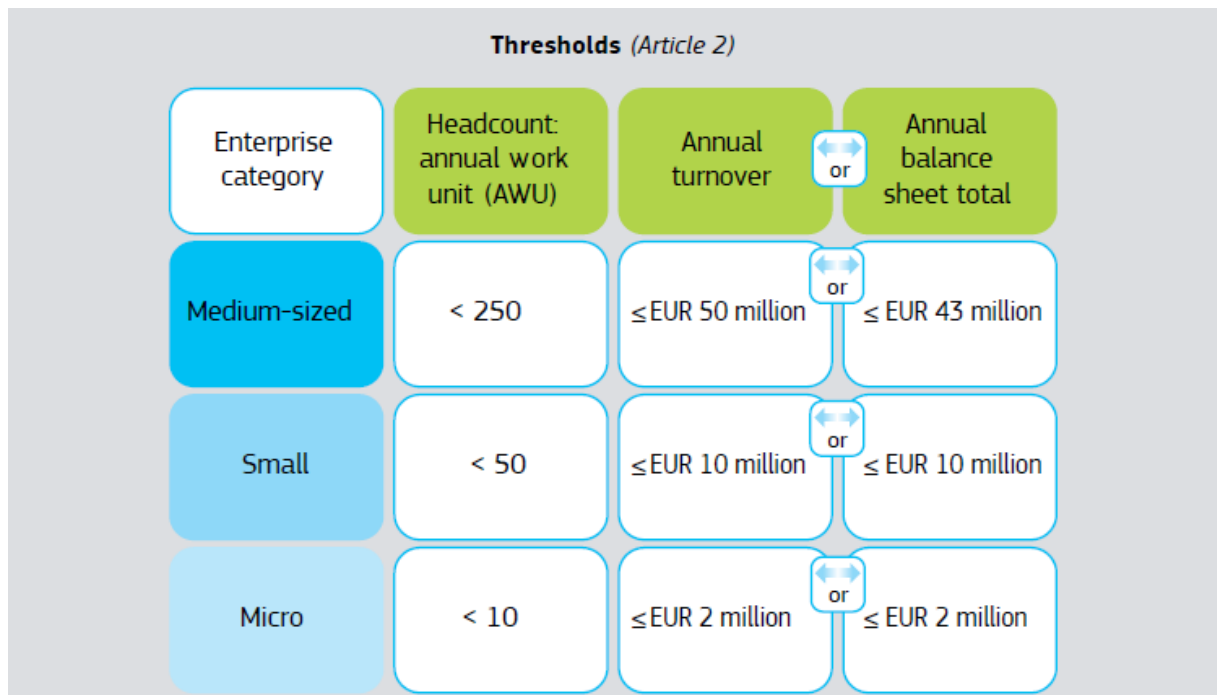 Thresholds (Article 2)
Enterprise
category
Headcount:
annual work
unit (AWU)
Annual
turnover
or
Annual
balance
sheet total
Medium-sized
< 250
≤ EUR 50 million
or
≤ EUR 43 million
Small
< 50
≤ EUR 10 million
or
≤ EUR 10 million
Micro
< 10
≤ EUR 2 million
or
≤ EUR 2 million